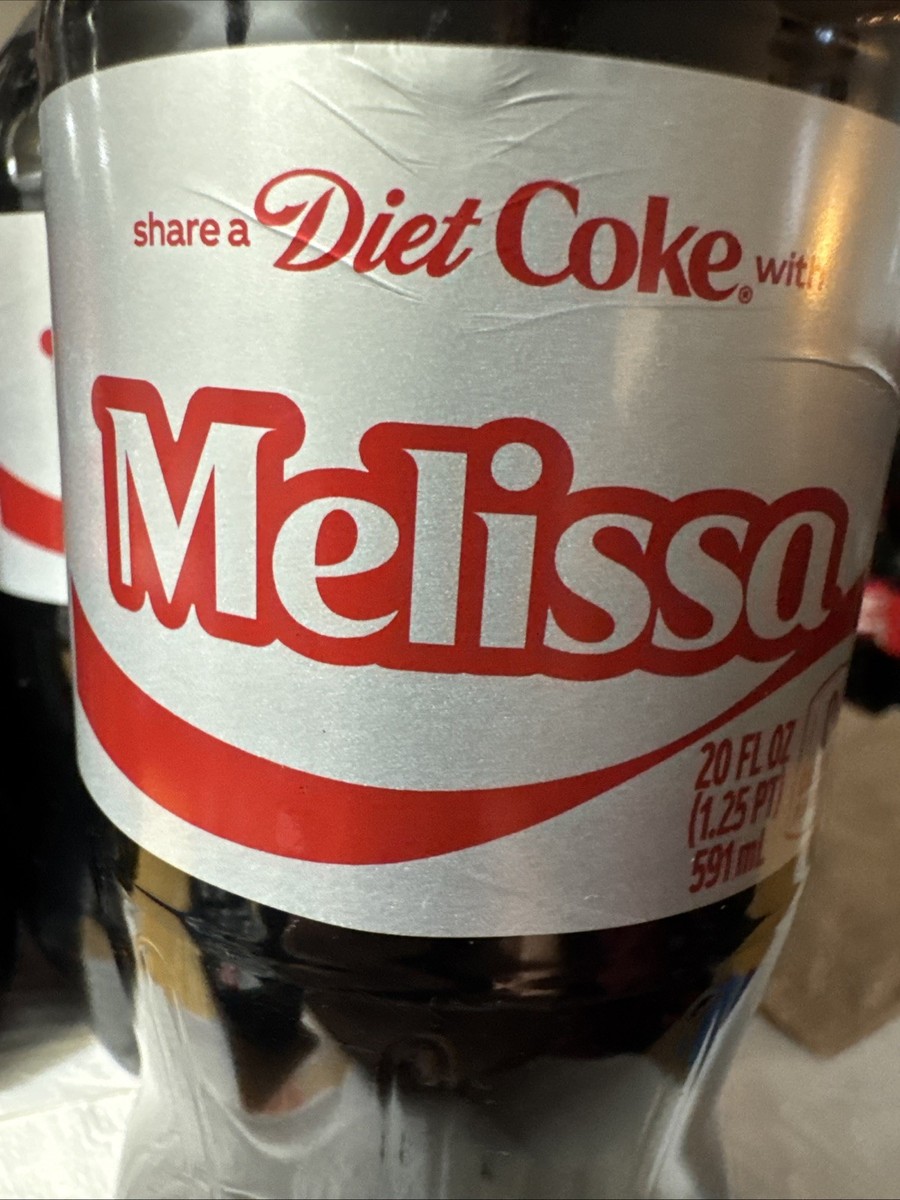 share a Diet Coke® with
Melissa
20 FL OZ
(1.25 PT)
591 mL